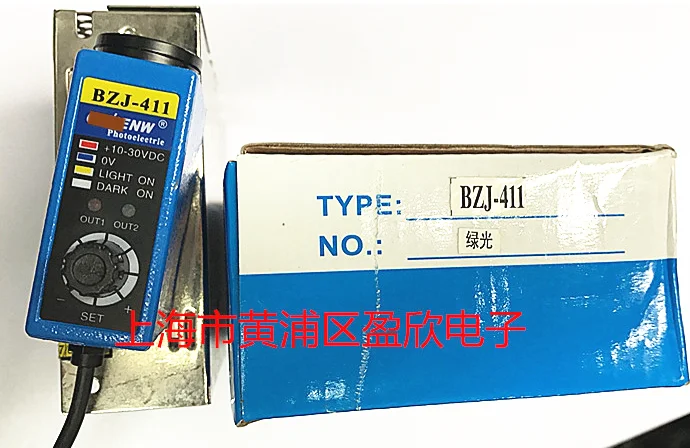 BZJ-411
ENW®
Photoelectric
+10-30VDC
0V
LIGHT ON
DARK ON
OUT1 OUT2
- +
SET
TYPE: BZJ-411
NO.: 绿光
上海市黄浦区盈欣电子